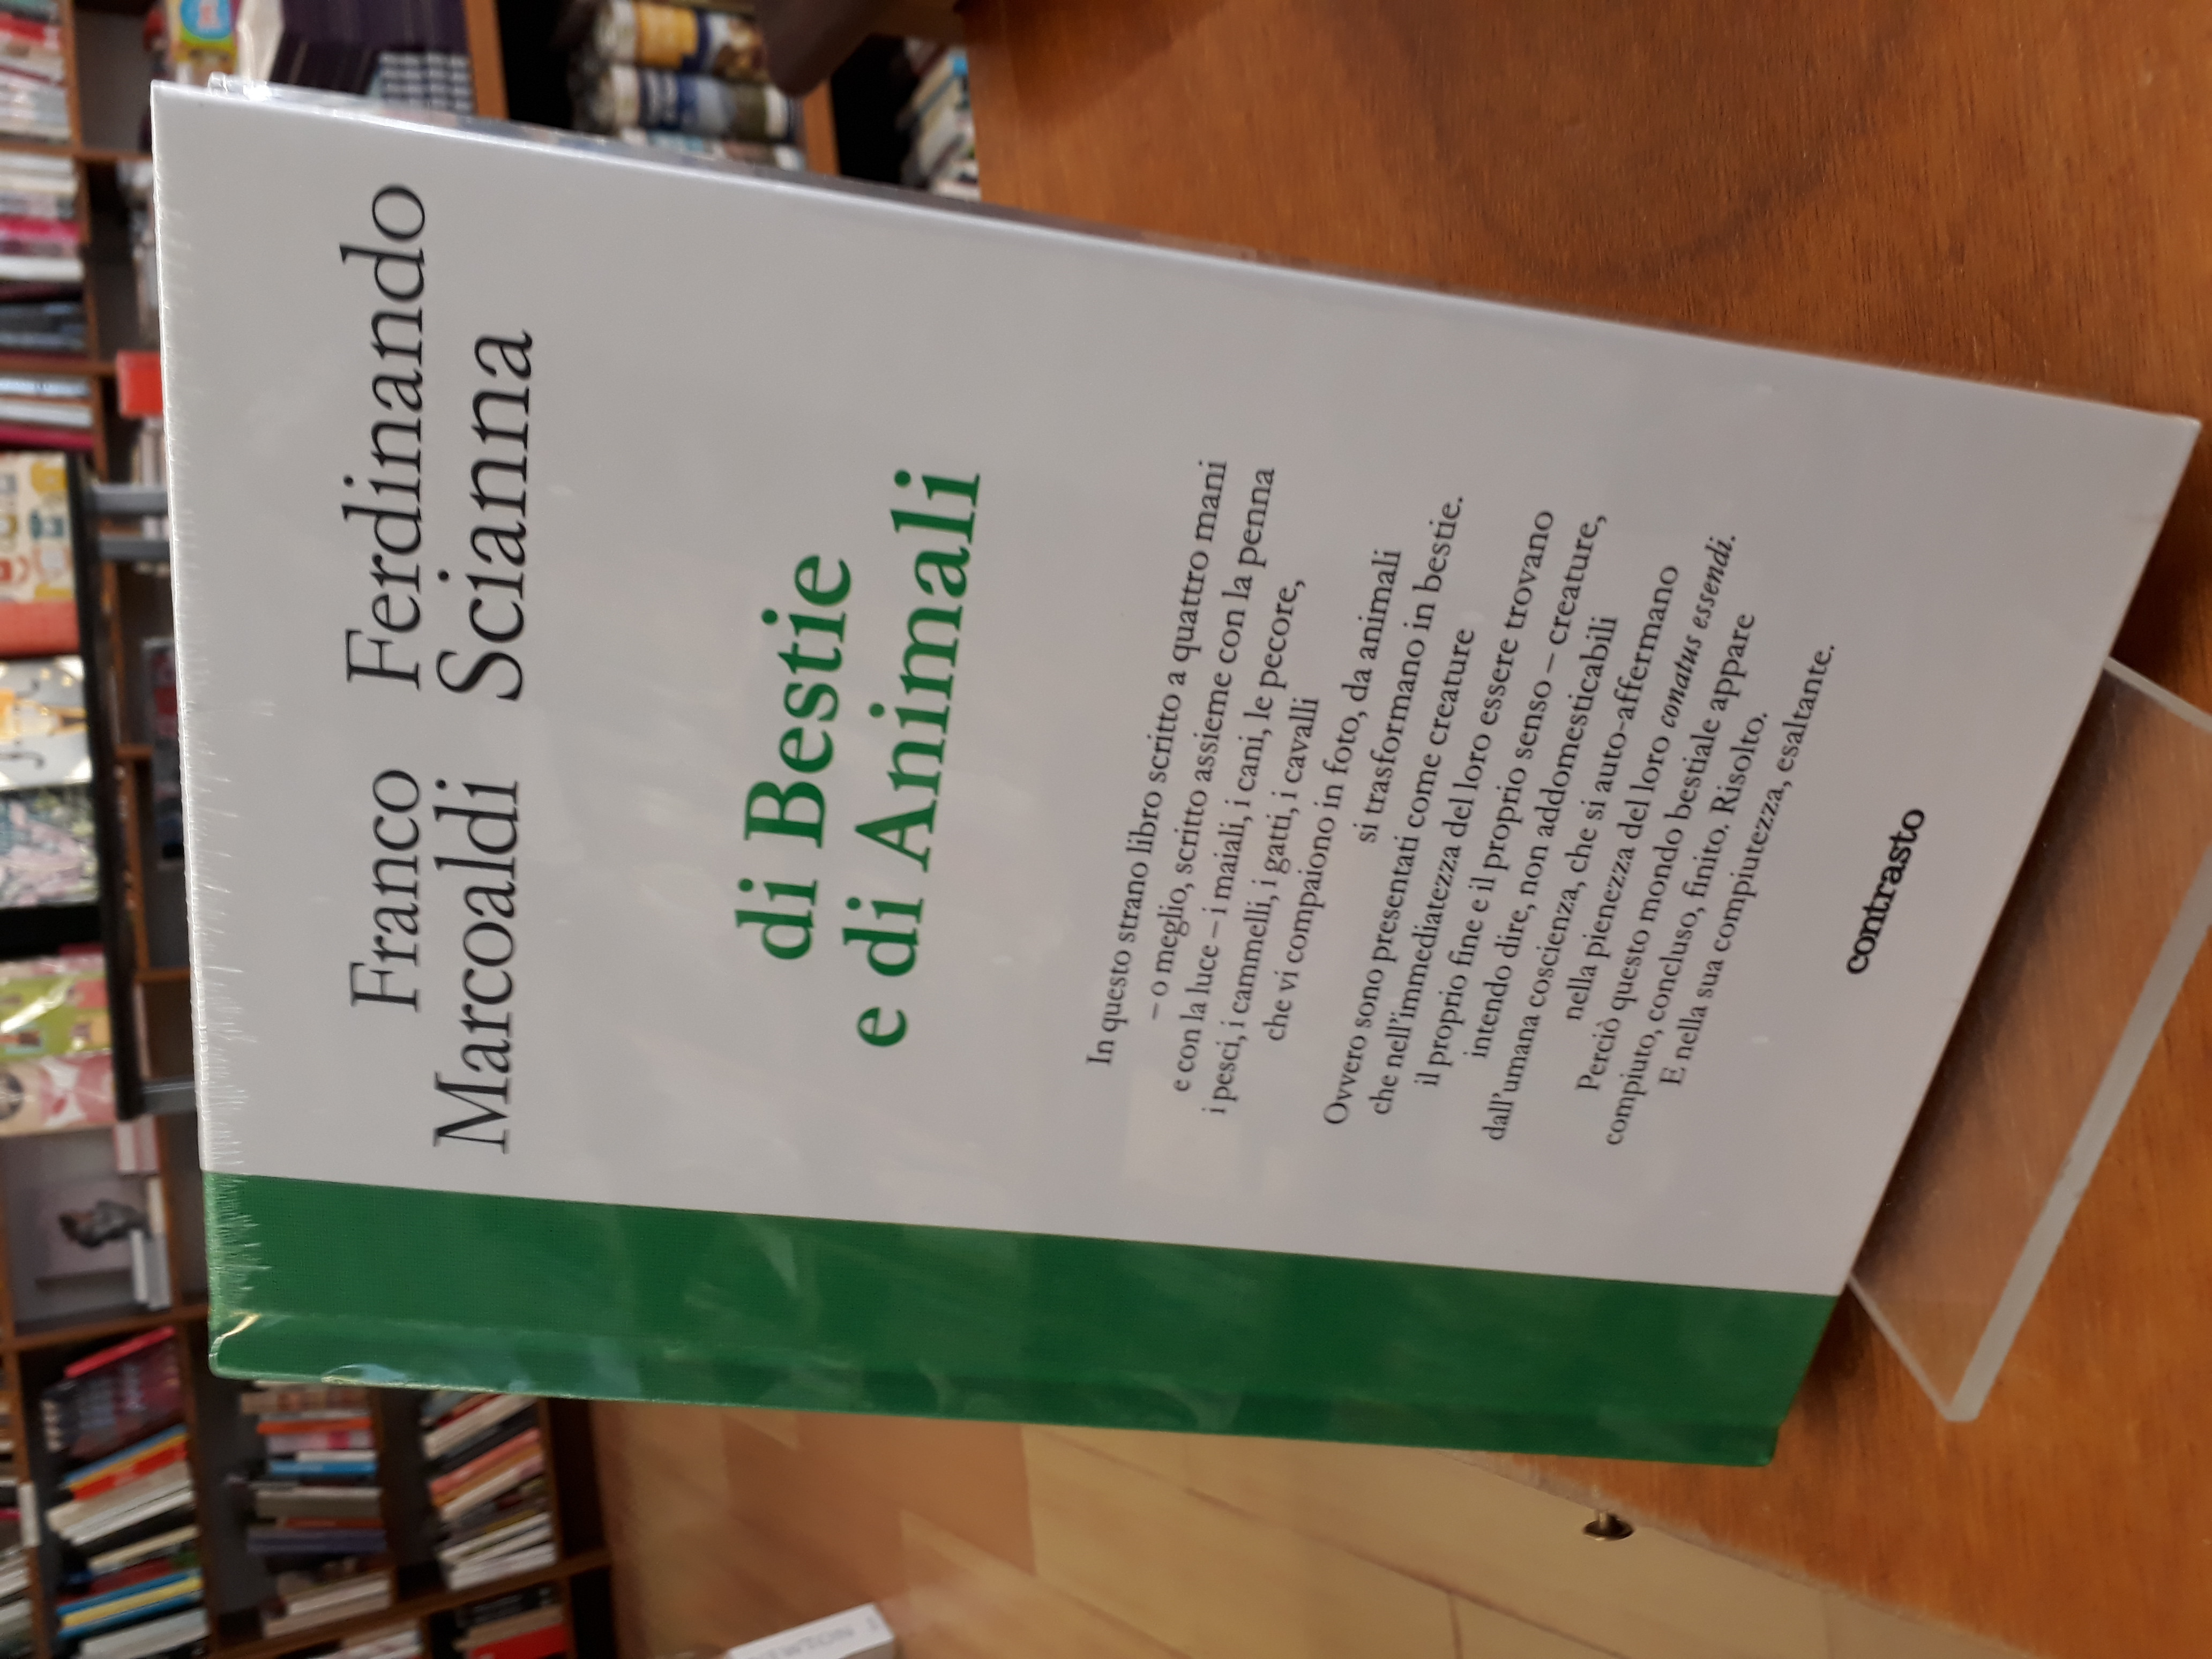 Franco Ferdinando
Marcoaldi Scianna
di Bestie
e di Animali
In questo strano libro scritto a quattro mani
– o meglio, scritto assieme con la penna
e con la luce – i maiali, i cani, le pecore,
i pesci, i cammelli, i gatti, i cavalli
che vi compaiono in foto, da animali
si trasformano in bestie.
Ovvero sono presentati come creature
che nell'immediatezza del loro essere trovano
il proprio fine e il proprio senso – creature,
intendo dire, non addomesticabili
dall'umana coscienza, che si auto-affermano
nella pienezza del loro conatus essendi.
Perciò questo mondo bestiale appare
compiuto, concluso, finito. Risolto.
E nella sua compiutezza, esaltante.
contrasto